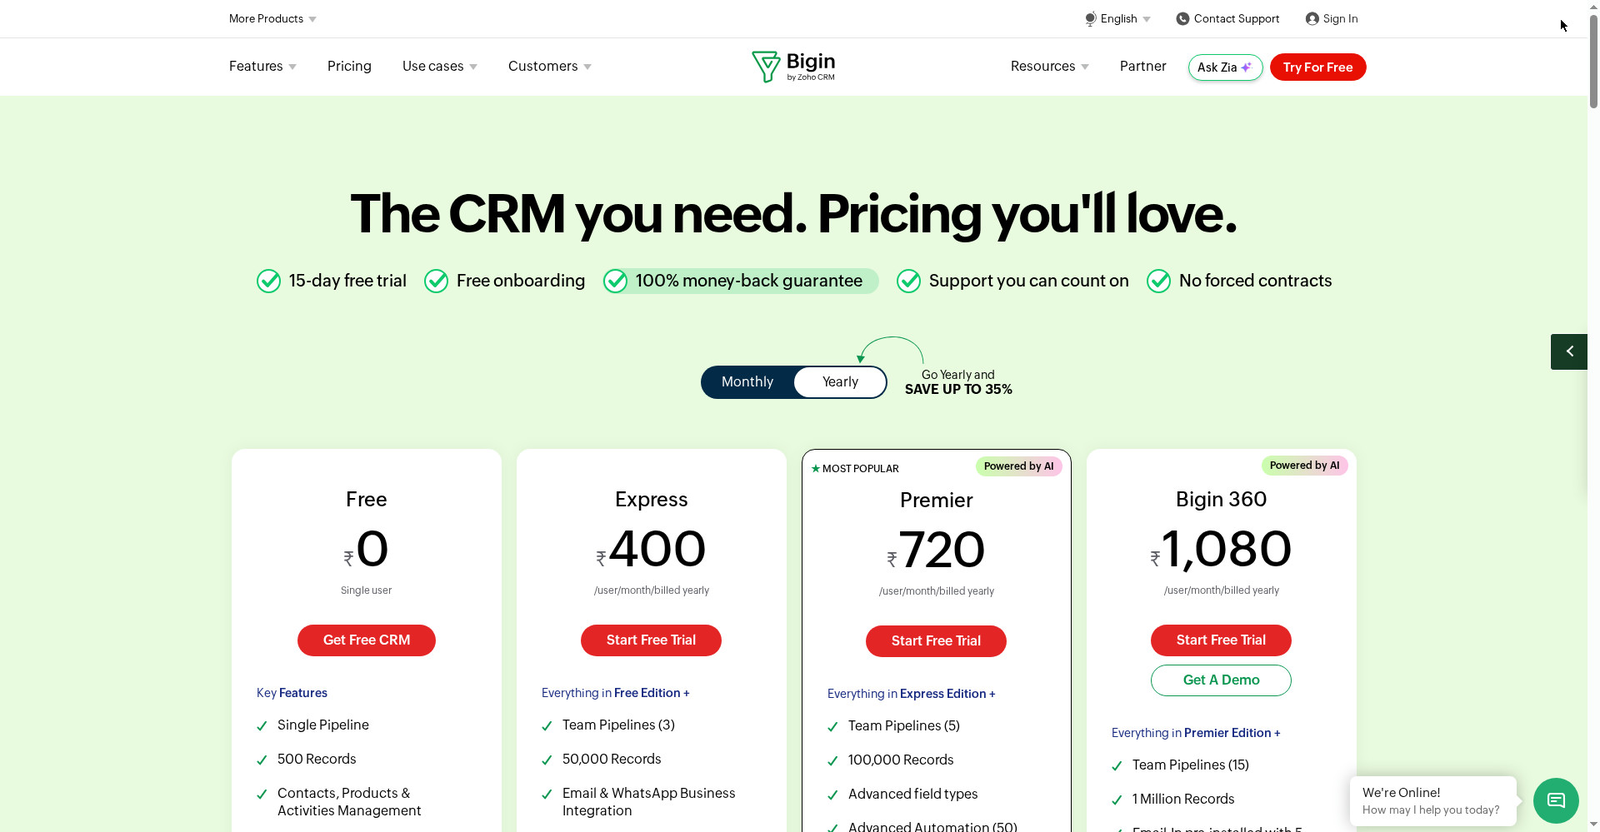 More Products
English
Contact Support
Sign In
Features
Pricing
Use cases
Customers
Bigin
by Zoho CRM
Resources
Partner
Ask Zia
Try For Free
The CRM you need. Pricing you'll love.
15-day free trial
Free onboarding
100% money-back guarantee
Support you can count on
No forced contracts
Monthly
Yearly
Go Yearly and
SAVE UP TO 35%
Free
₹0
Single user
Get Free CRM
Key Features
Single Pipeline
500 Records
Contacts, Products &
Activities Management
Express
₹400
/user/month/billed yearly
Start Free Trial
Everything in Free Edition +
Team Pipelines (3)
50,000 Records
Email & WhatsApp Business
Integration
★ MOST POPULAR
Powered by AI
Premier
₹720
/user/month/billed yearly
Start Free Trial
Everything in Express Edition +
Team Pipelines (5)
100,000 Records
Advanced field types
Advanced Automation (50)
Powered by AI
Bigin 360
₹1,080
/user/month/billed yearly
Start Free Trial
Get A Demo
Everything in Premier Edition +
Team Pipelines (15)
1 Million Records
We're Online!
How may I help you today?